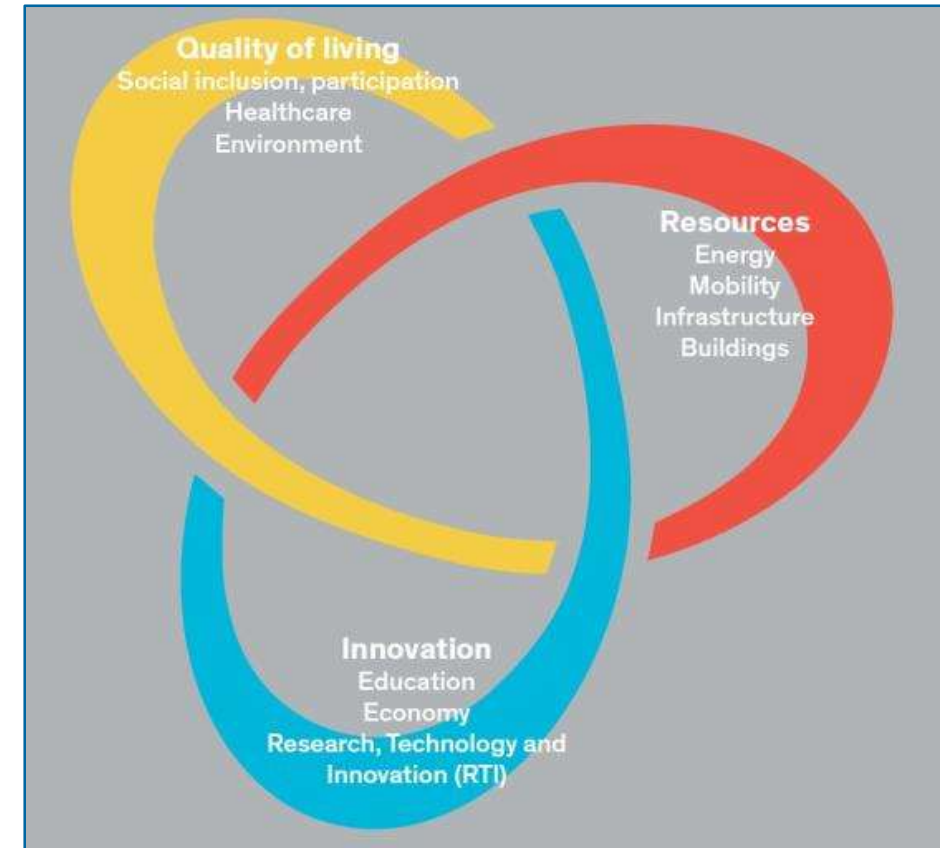 Quality of living
Social inclusion, participation
Healthcare
Environment
Resources
Energy
Mobility
Infrastructure
Buildings
Innovation
Education
Economy
Research, Technology and
Innovation (RTI)